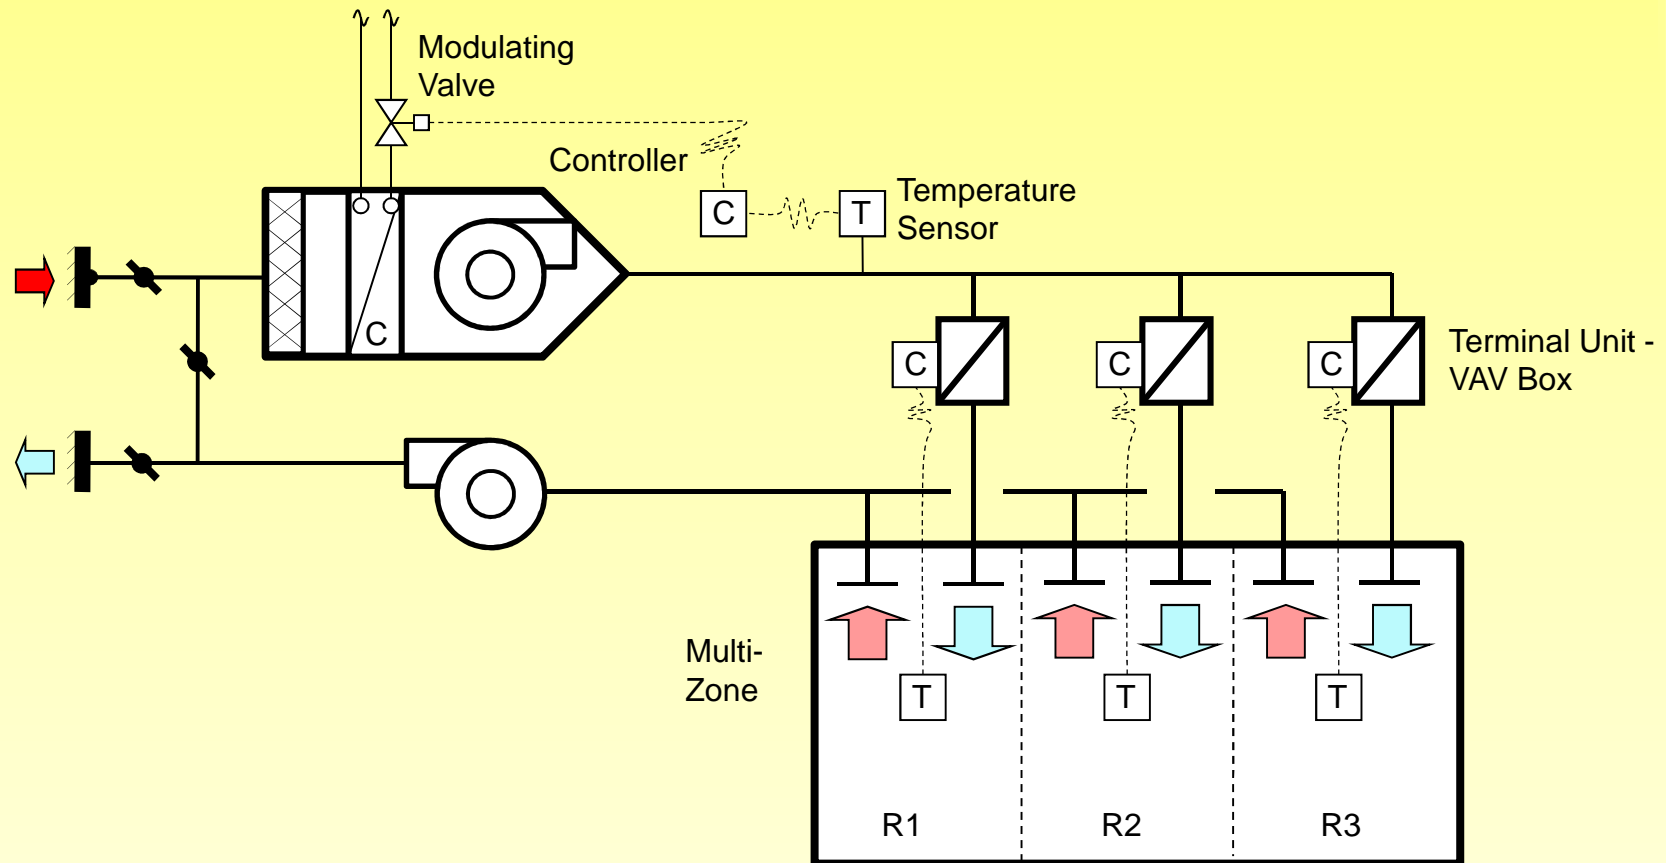 Modulating
Valve
Controller
Temperature
Sensor
C
T
C
C
C
C
Terminal Unit -
VAV Box
Multi-
Zone
T
T
T
R1
R2
R3